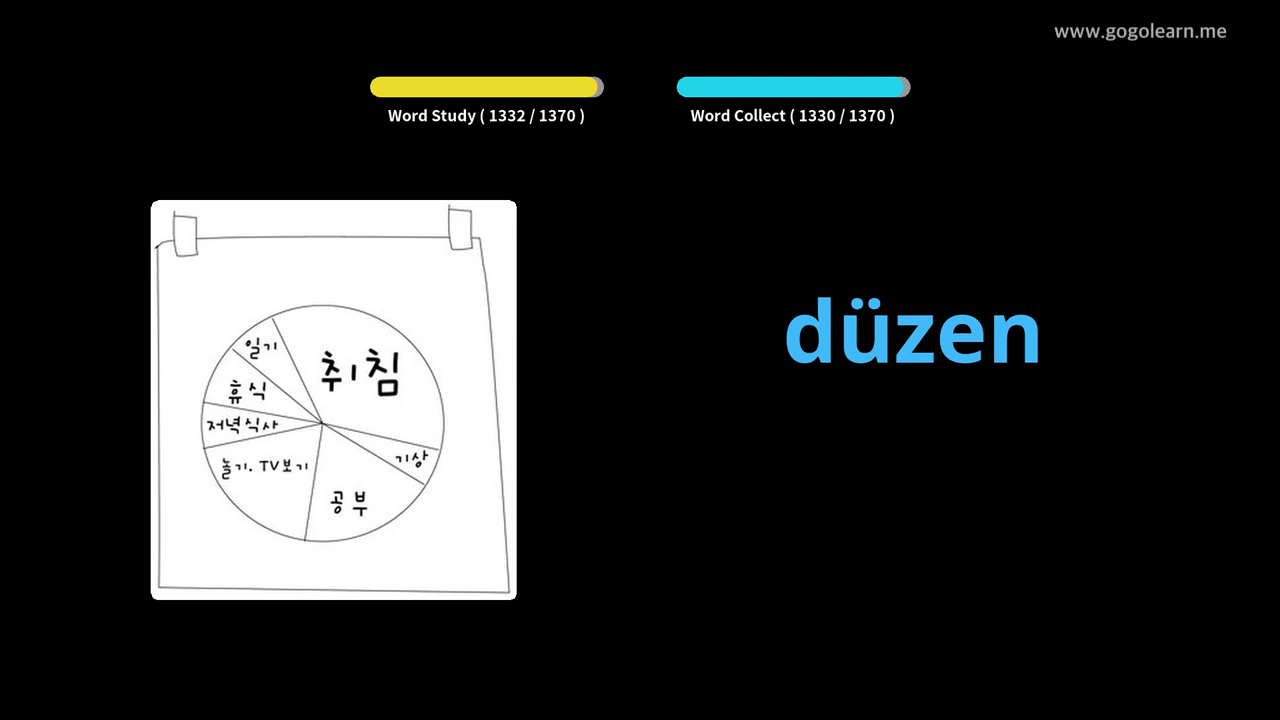 www.gogolearn.me
Word Study ( 1332 / 1370 )
Word Collect ( 1330 / 1370 )
일기
취침
휴식
저녁식사
놀기. TV보기
기상
공부
düzen